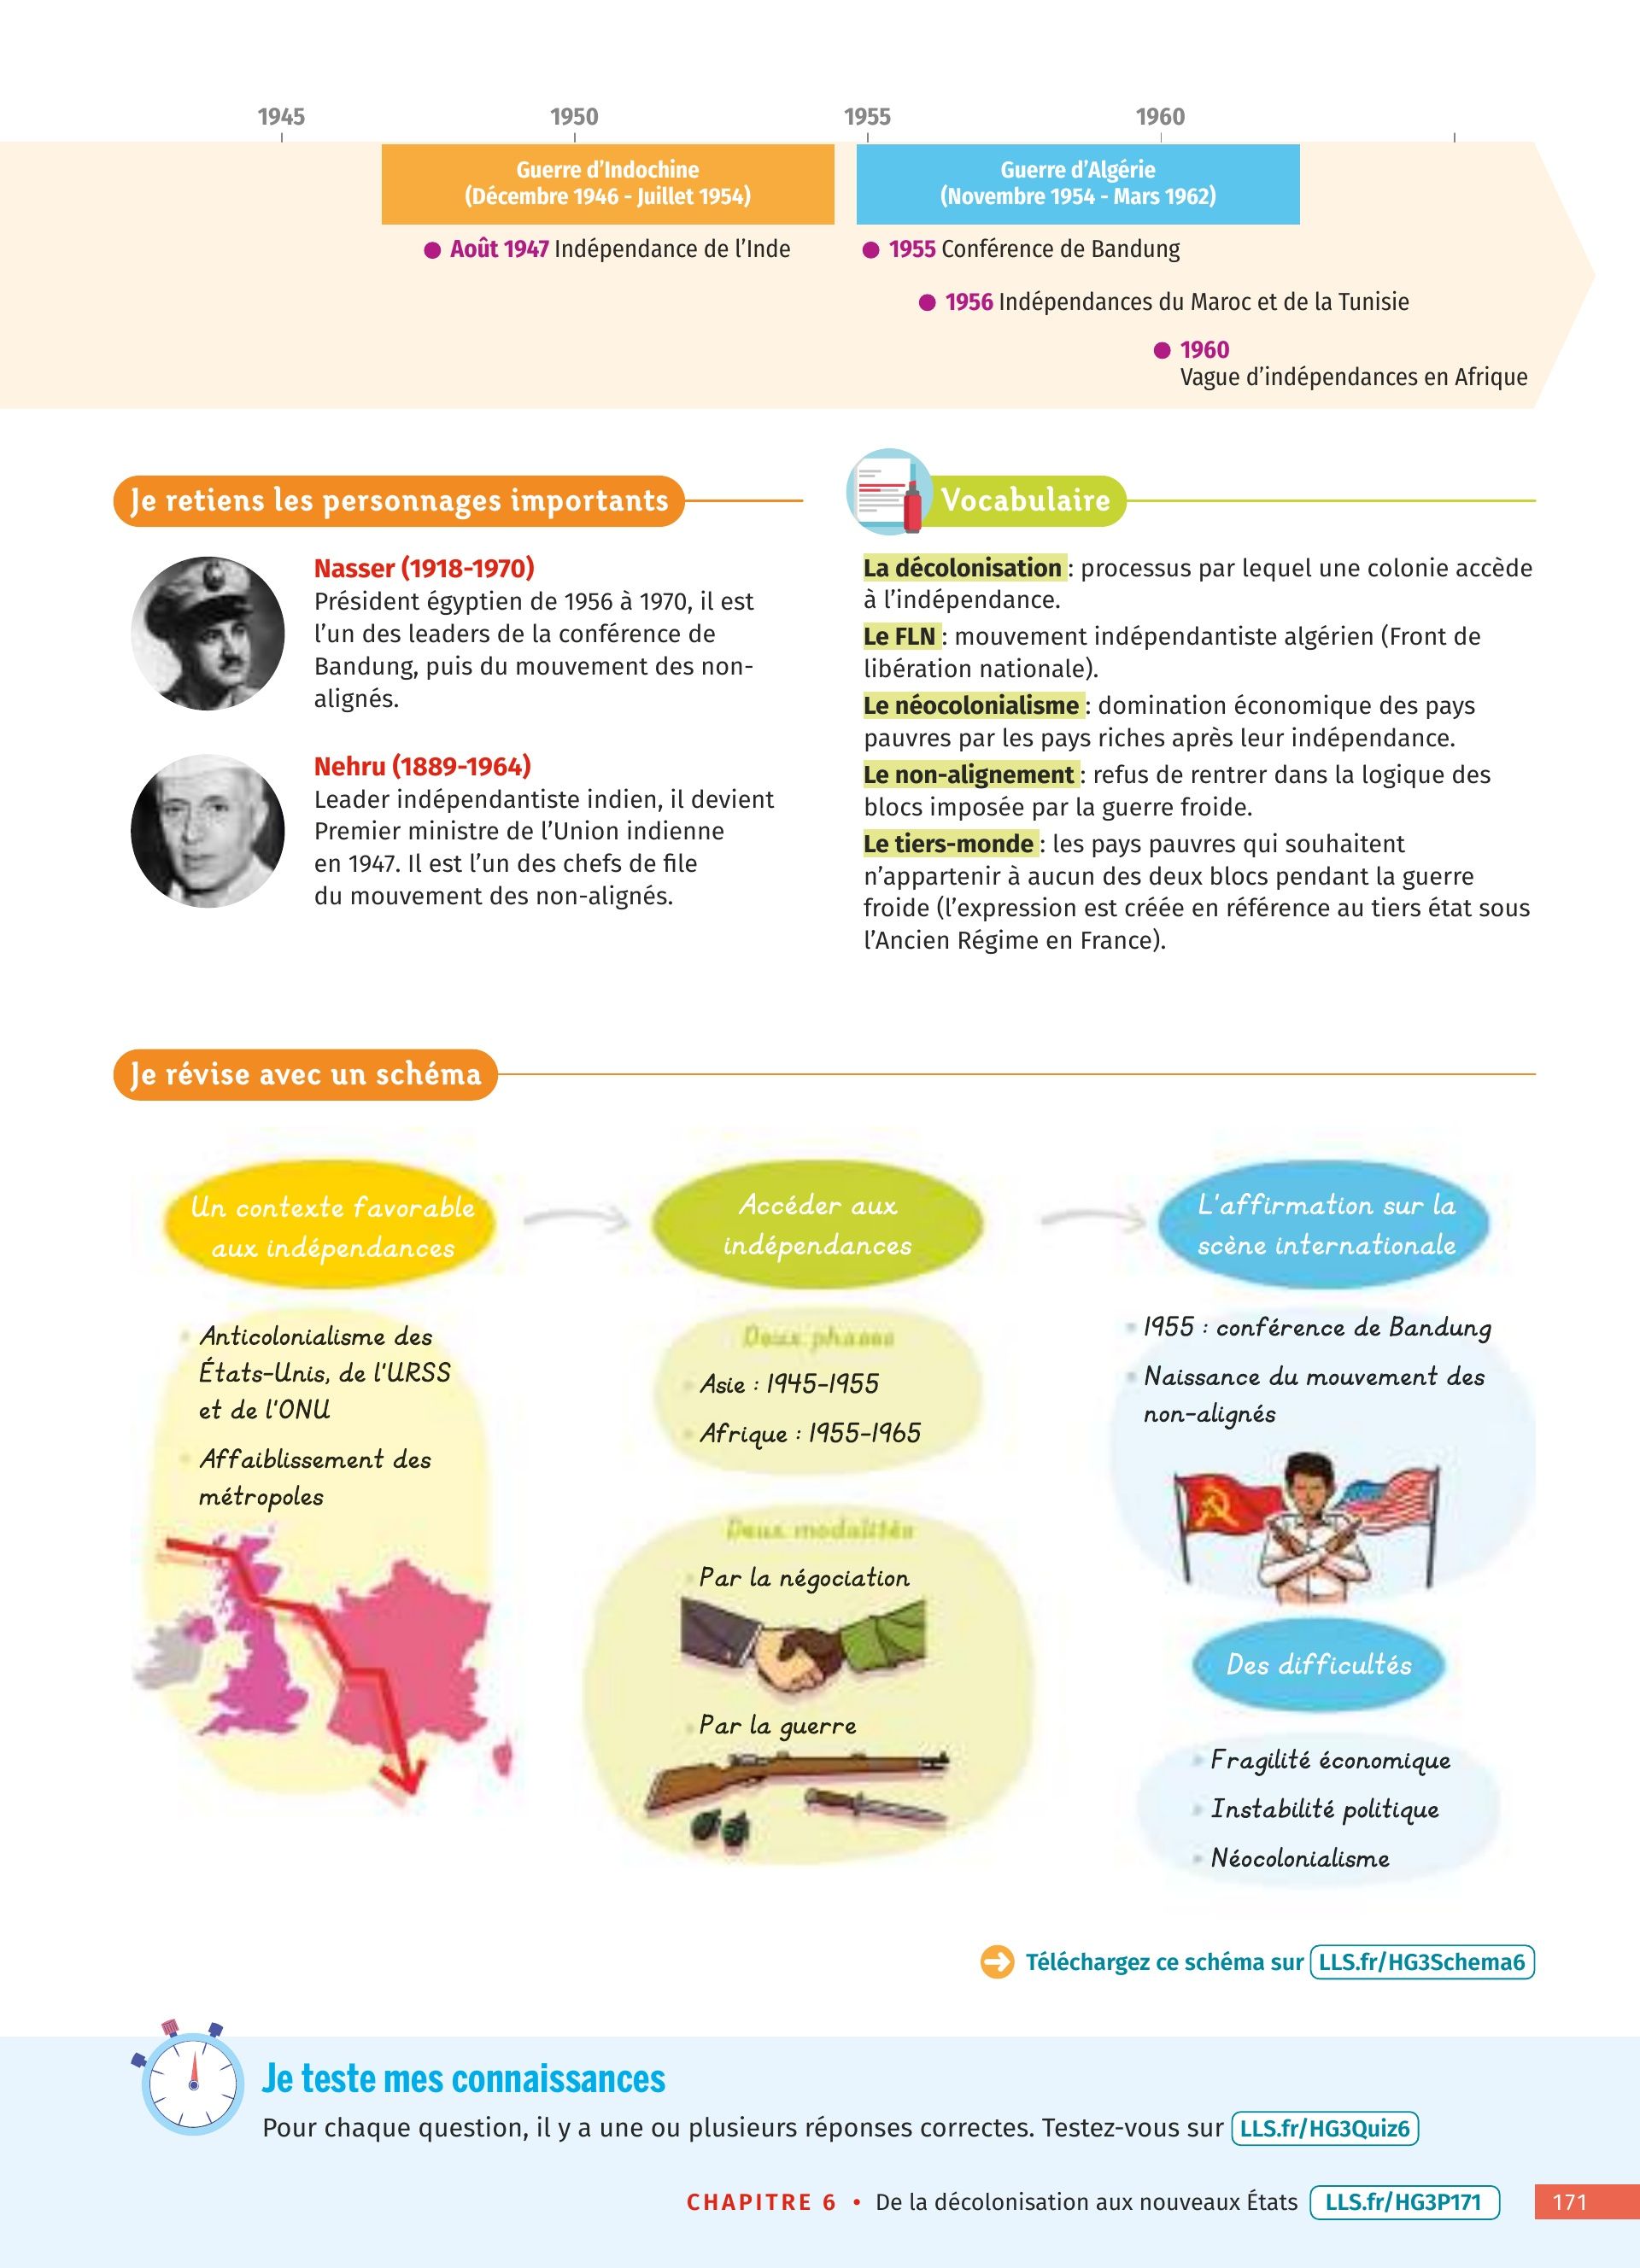 1945
1950
1955
1960
Guerre d’Indochine
(Décembre 1946 - Juillet 1954)
Guerre d’Algérie
(Novembre 1954 - Mars 1962)
Août 1947 Indépendance de l’Inde
1955 Conférence de Bandung
1956 Indépendances du Maroc et de la Tunisie
1960
Vague d’indépendances en Afrique
Je retiens les personnages importants
Nasser (1918-1970)
Président égyptien de 1956 à 1970, il est
l’un des leaders de la conférence de
Bandung, puis du mouvement des non-
alignés.
Nehru (1889-1964)
Leader indépendantiste indien, il devient
Premier ministre de l’Union indienne
en 1947. Il est l’un des chefs de file
du mouvement des non-alignés.
Vocabulaire
La décolonisation : processus par lequel une colonie accède
à l’indépendance.
Le FLN : mouvement indépendantiste algérien (Front de
libération nationale).
Le néocolonialisme : domination économique des pays
pauvres par les pays riches après leur indépendance.
Le non-alignement : refus de rentrer dans la logique des
blocs imposée par la guerre froide.
Le tiers-monde : les pays pauvres qui souhaitent
n’appartenir à aucun des deux blocs pendant la guerre
froide (l’expression est créée en référence au tiers état sous
l’Ancien Régime en France).
Je révise avec un schéma
Un contexte favorable
aux indépendances
Anticolonialisme des
États-Unis, de l'URSS
et de l'ONU
Affaiblissement des
métropoles
Accéder aux
indépendances
Deux phases
Asie : 1945-1955
Afrique : 1955-1965
Deux modalités
Par la négociation
Par la guerre
L'affirmation sur la
scène internationale
1955 : conférence de Bandung
Naissance du mouvement des
non-alignés
Des difficultés
Fragilité économique
Instabilité politique
Néocolonialisme
Téléchargez ce schéma sur LLS.fr/HG3Schema6
Je teste mes connaissances
Pour chaque question, il y a une ou plusieurs réponses correctes. Testez-vous sur LLS.fr/HG3Quiz6
CHAPITRE 6 • De la décolonisation aux nouveaux États LLS.fr/HG3P171
171